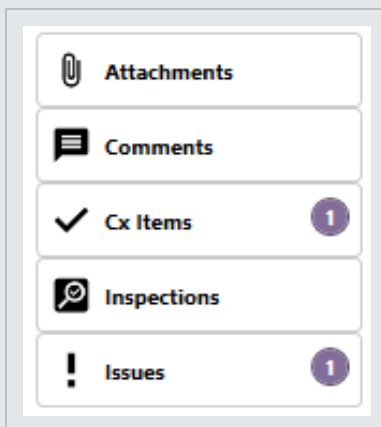 Attachments
Comments
Cx Items 1
Inspections
Issues 1